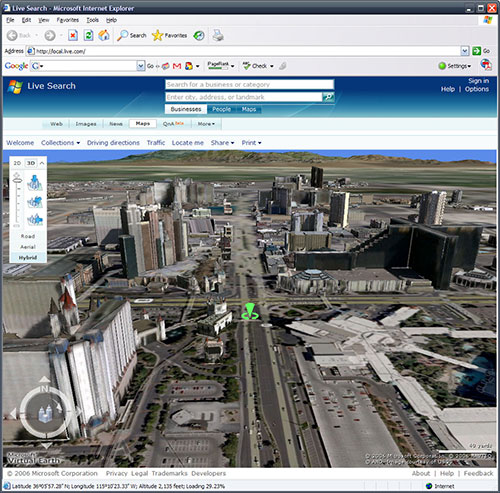 Live Search - Microsoft Internet Explorer
File Edit View Favorites Tools Help
Back Search Favorites
Address http://local.live.com/ Go
Google G Go PageRank Check Settings
Live Search
Sign in
Search for a business or category
Help | Options
Enter city, address, or landmark
Businesses People Maps
Web Images News Maps QnA Beta More
Welcome Collections Driving directions Traffic Locate me Share Print
2D 3D
Road
Aerial
Hybrid
N
40 yards
Microsoft
Virtual Earth
© 2006 Microsoft Corporation Privacy Legal Trademarks Developers About | Help | Feedback
Latitude 36°05'57.28" N; Longitude 115°10'23.33" W; Altitude 2,135 feet; Loading 29.23% Internet